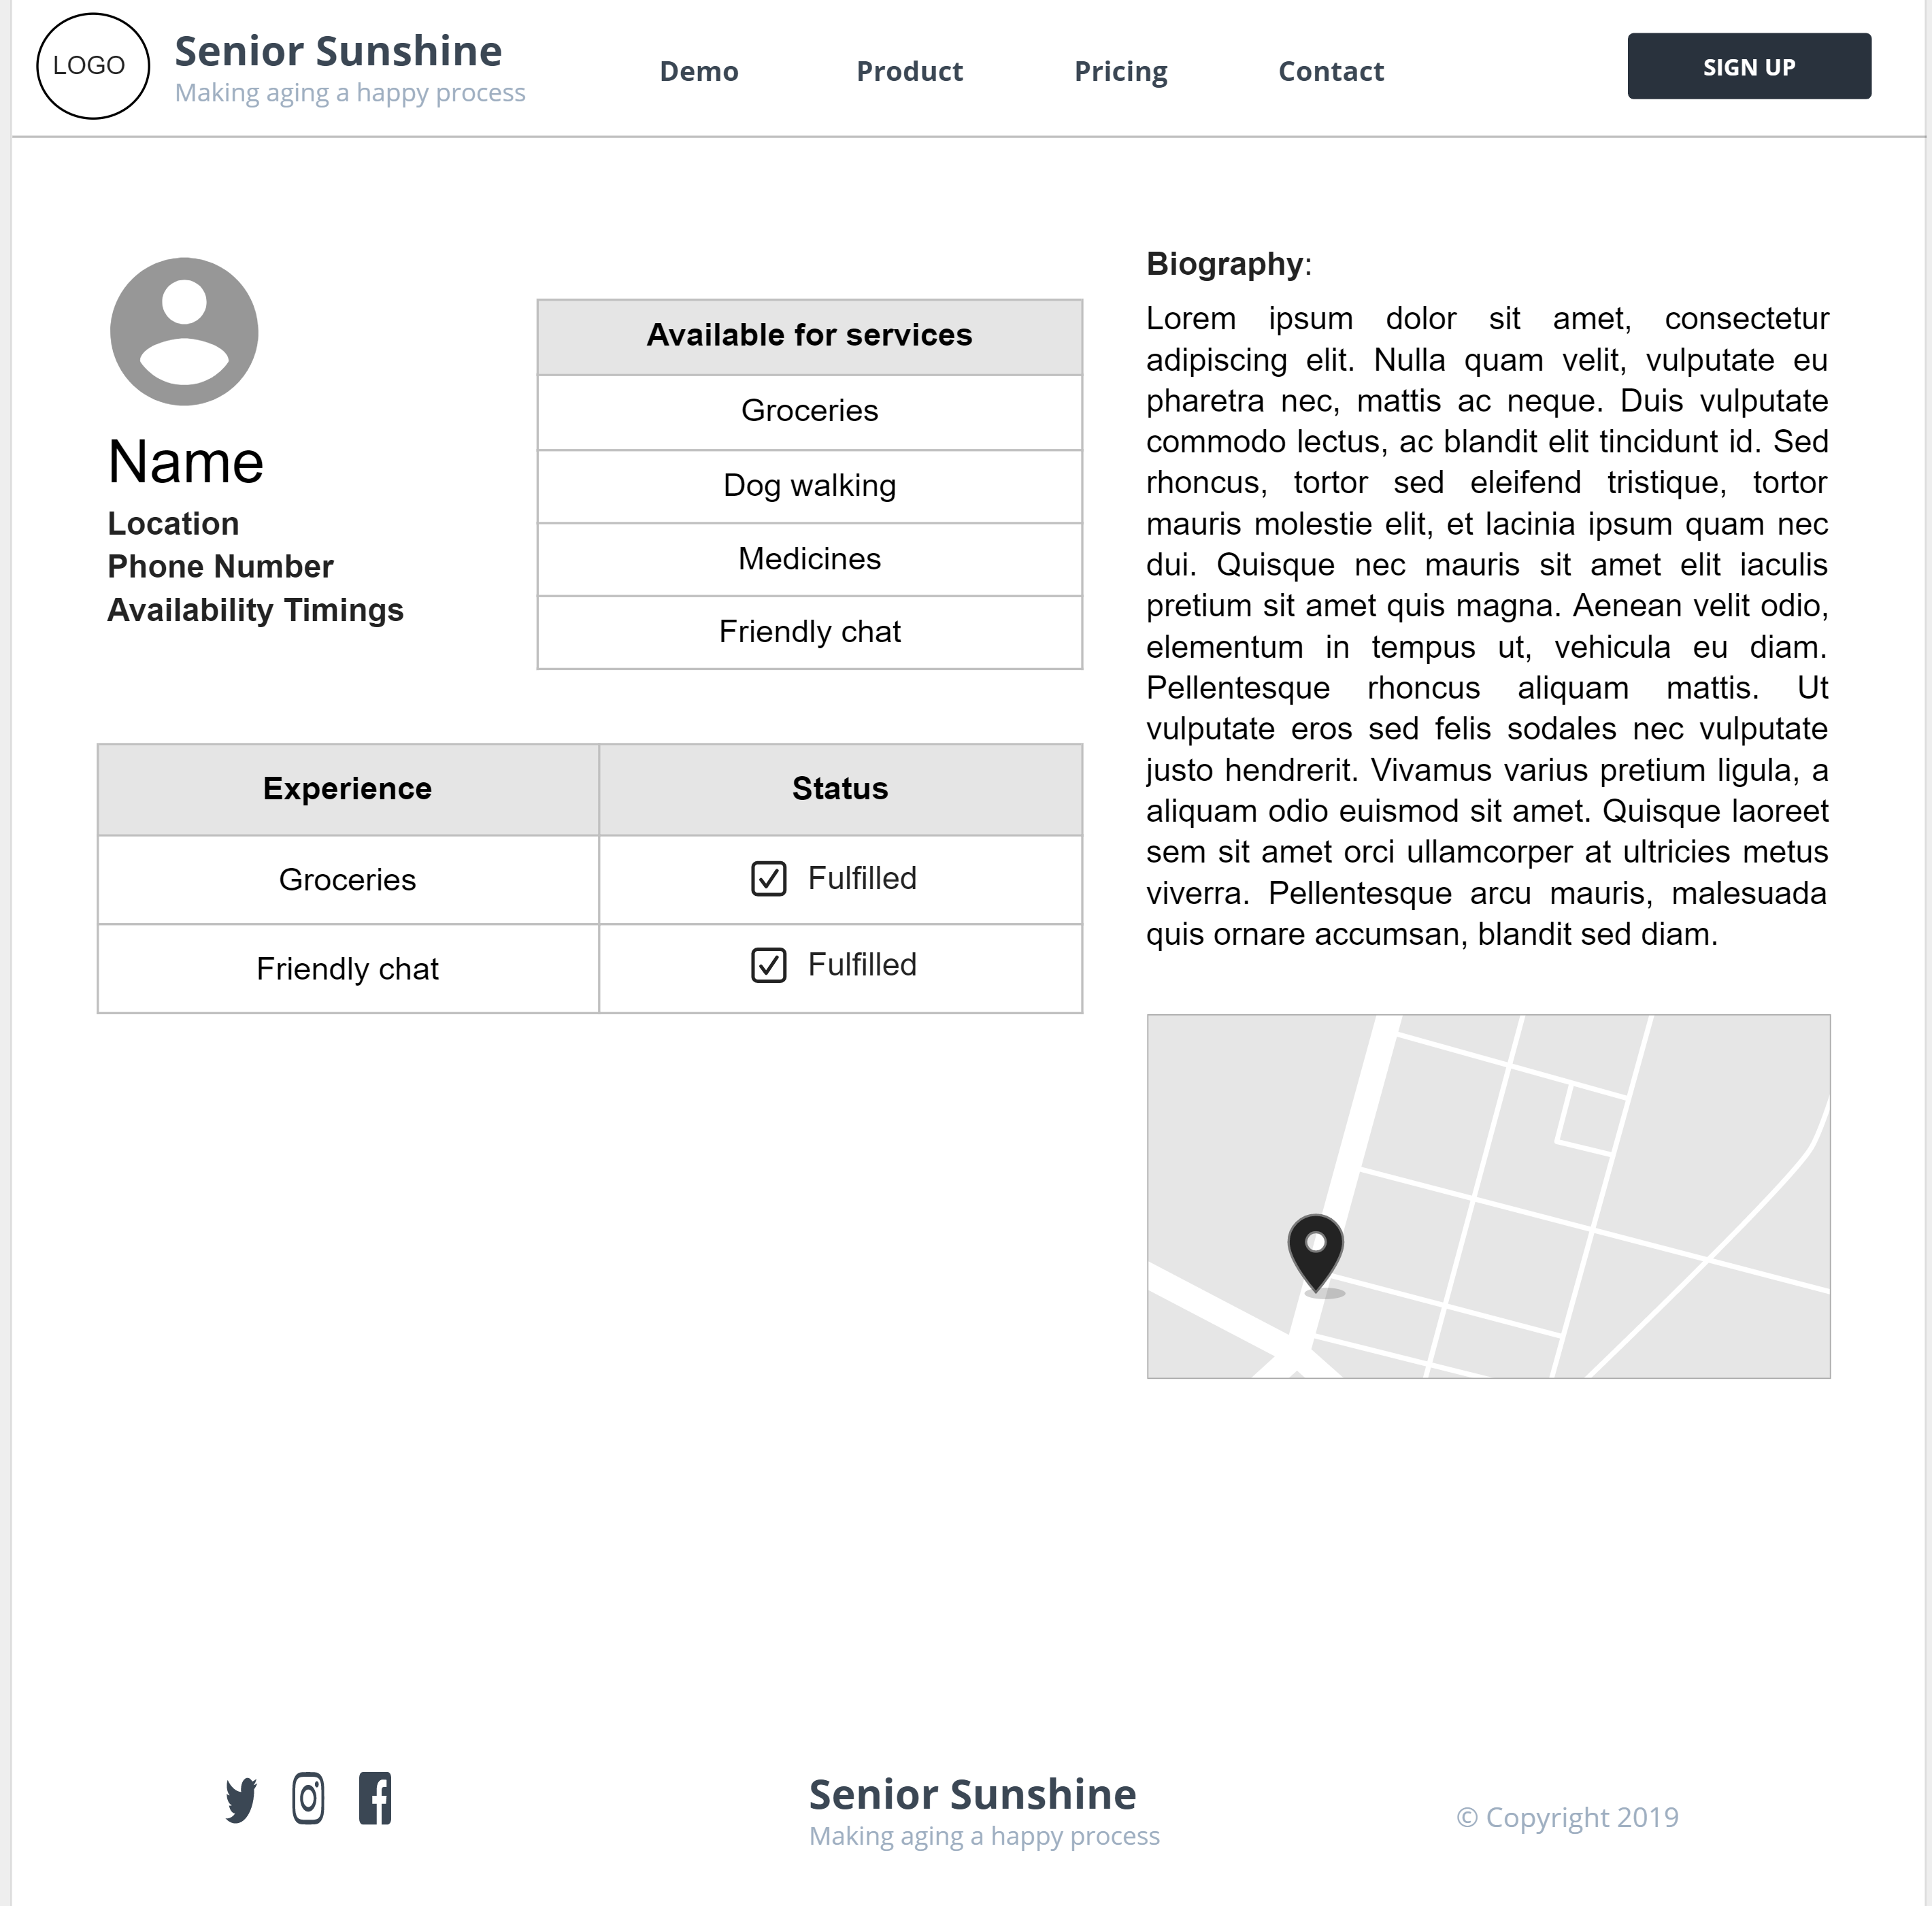 LOGO
Senior Sunshine
Making aging a happy process
Demo
Product
Pricing
Contact
SIGN UP
Name
Location
Phone Number
Availability Timings
Available for services
Groceries
Dog walking
Medicines
Friendly chat
Experience
Status
Groceries
Fulfilled
Friendly chat
Fulfilled
Biography:
Lorem ipsum dolor sit amet, consectetur
adipiscing elit. Nulla quam velit, vulputate eu
pharetra nec, mattis ac neque. Duis vulputate
commodo lectus, ac blandit elit tincidunt id. Sed
rhoncus, tortor sed eleifend tristique, tortor
mauris molestie elit, et lacinia ipsum quam nec
dui. Quisque nec mauris sit amet elit iaculis
pretium sit amet quis magna. Aenean velit odio,
elementum in tempus ut, vehicula eu diam.
Pellentesque rhoncus aliquam mattis. Ut
vulputate eros sed felis sodales nec vulputate
justo hendrerit. Vivamus varius pretium ligula, a
aliquam odio euismod sit amet. Quisque laoreet
sem sit amet orci ullamcorper at ultricies metus
viverra. Pellentesque arcu mauris, malesuada
quis ornare accumsan, blandit sed diam.
Senior Sunshine
Making aging a happy process
© Copyright 2019